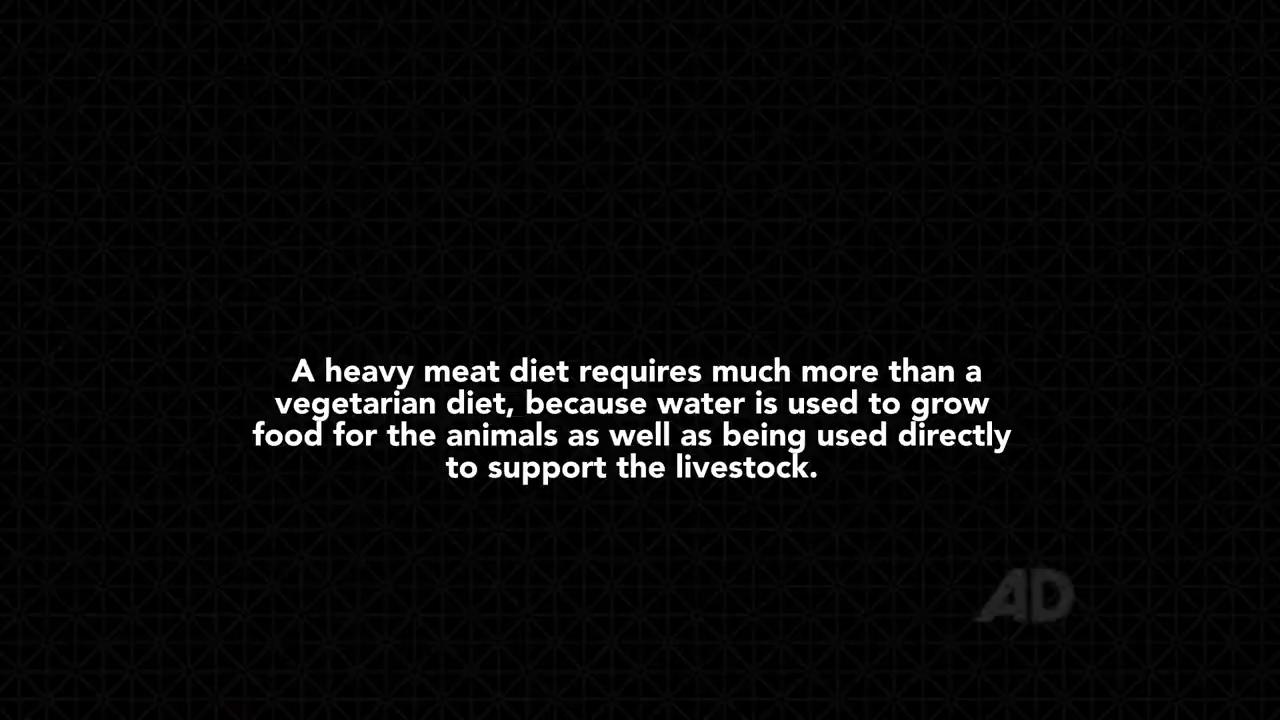 A heavy meat diet requires much more than a
vegetarian diet, because water is used to grow
food for the animals as well as being used directly
to support the livestock.
AD